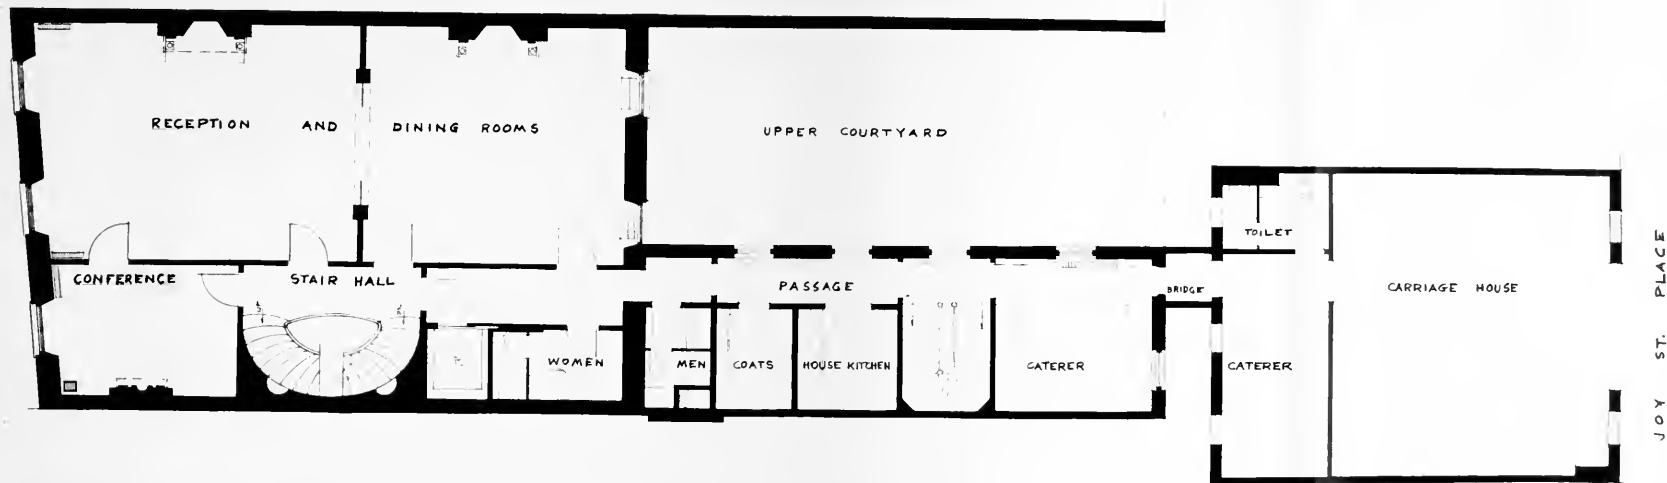 RECEPTION AND DINING ROOMS
UPPER COURTYARD
TOILET
CONFERENCE
STAIR HALL
PASSAGE
BRIDGE
CARRIAGE HOUSE
WOMEN
MEN
COATS
HOUSE KITCHEN
CATERER
CATERER
JOY ST. PLACE